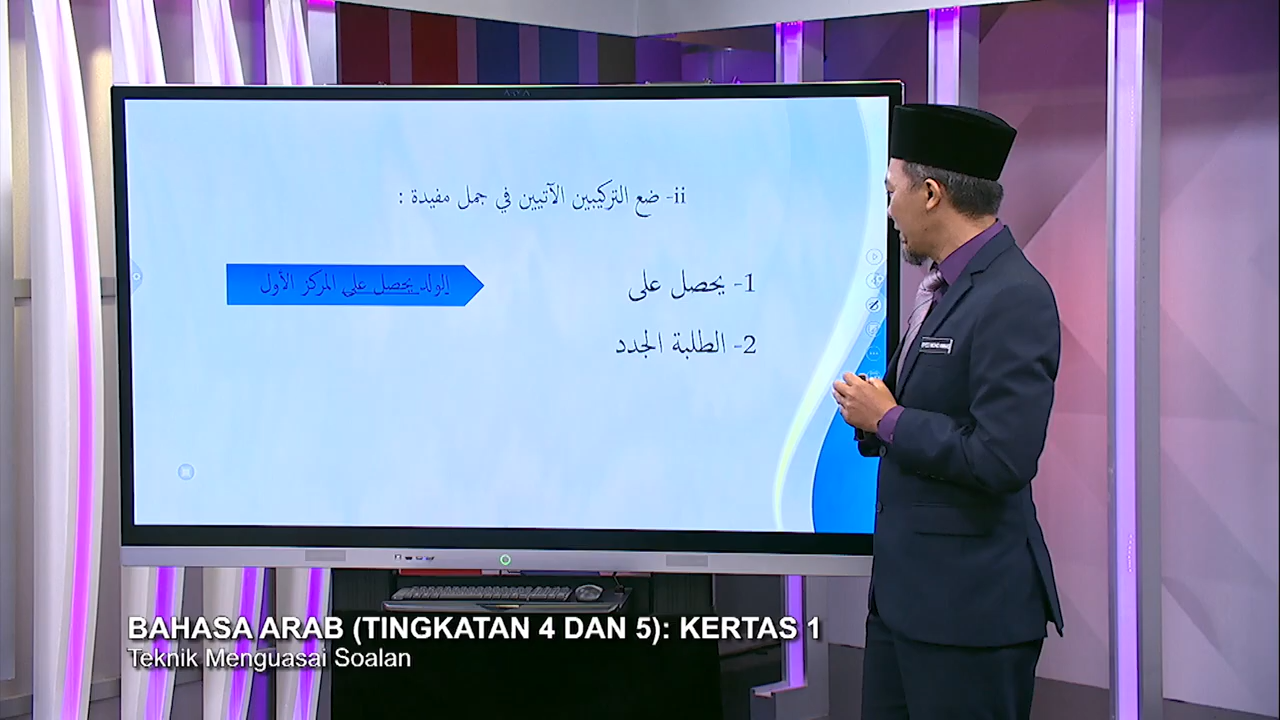 ii- ضع التركيبين الآتيين في جمل مفيدة :
1- يحصل على
الولد يحصل على المركز الأول
2- الطلبة الجدد
BAHASA ARAB (TINGKATAN 4 DAN 5): KERTAS 1
Teknik Menguasai Soalan